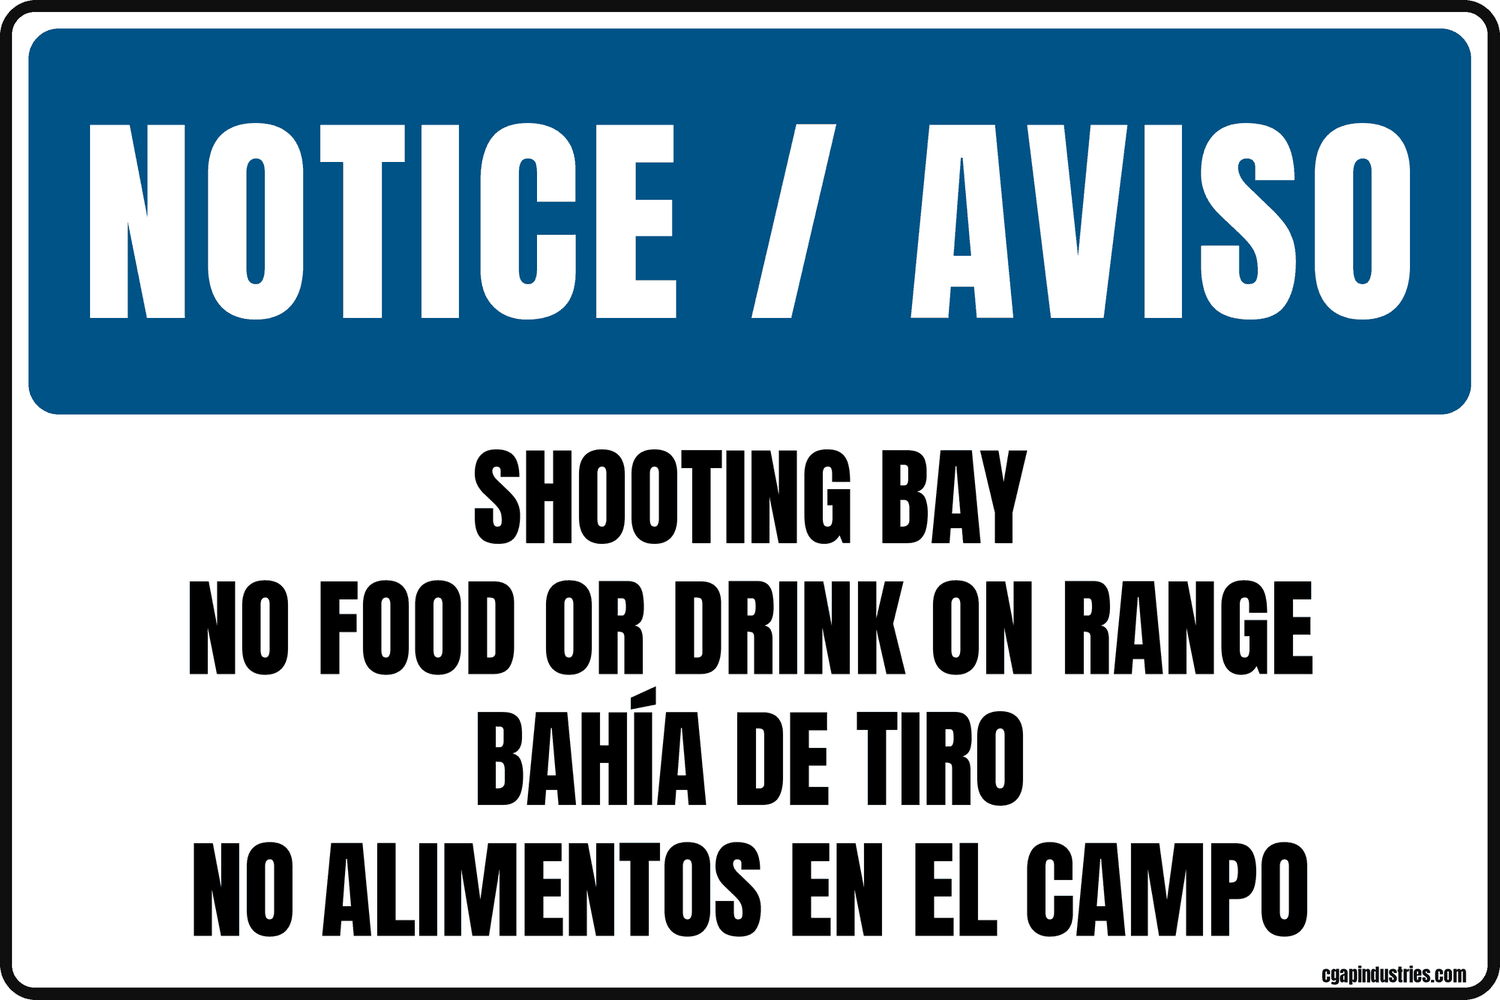 NOTICE / AVISO
SHOOTING BAY
NO FOOD OR DRINK ON RANGE
BAHÍA DE TIRO
NO ALIMENTOS EN EL CAMPO
cgapindustries.com